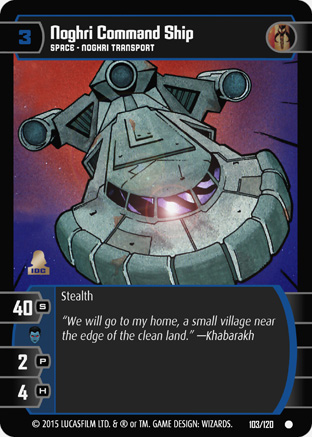 3
Noghri Command Ship
SPACE • NOGHRI TRANSPORT
IDC
40 S
Stealth
“We will go to my home, a small village near
the edge of the clean land.” —Khabarakh
2 P
4 H
© 2015 LUCASFILM LTD. & ® or TM. GAME DESIGN: WIZARDS. 103/120